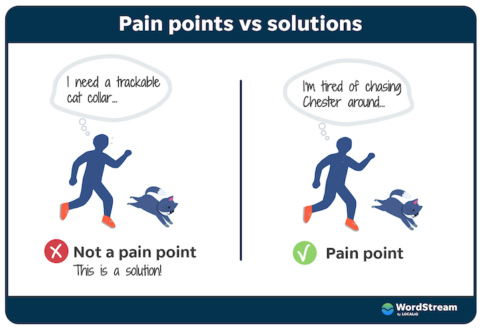 Pain points vs solutions
I need a trackable
cat collar...
I'm tired of chasing
Chester around...
Not a pain point
This is a solution!
Pain point
WordStream
by LOCALiQ